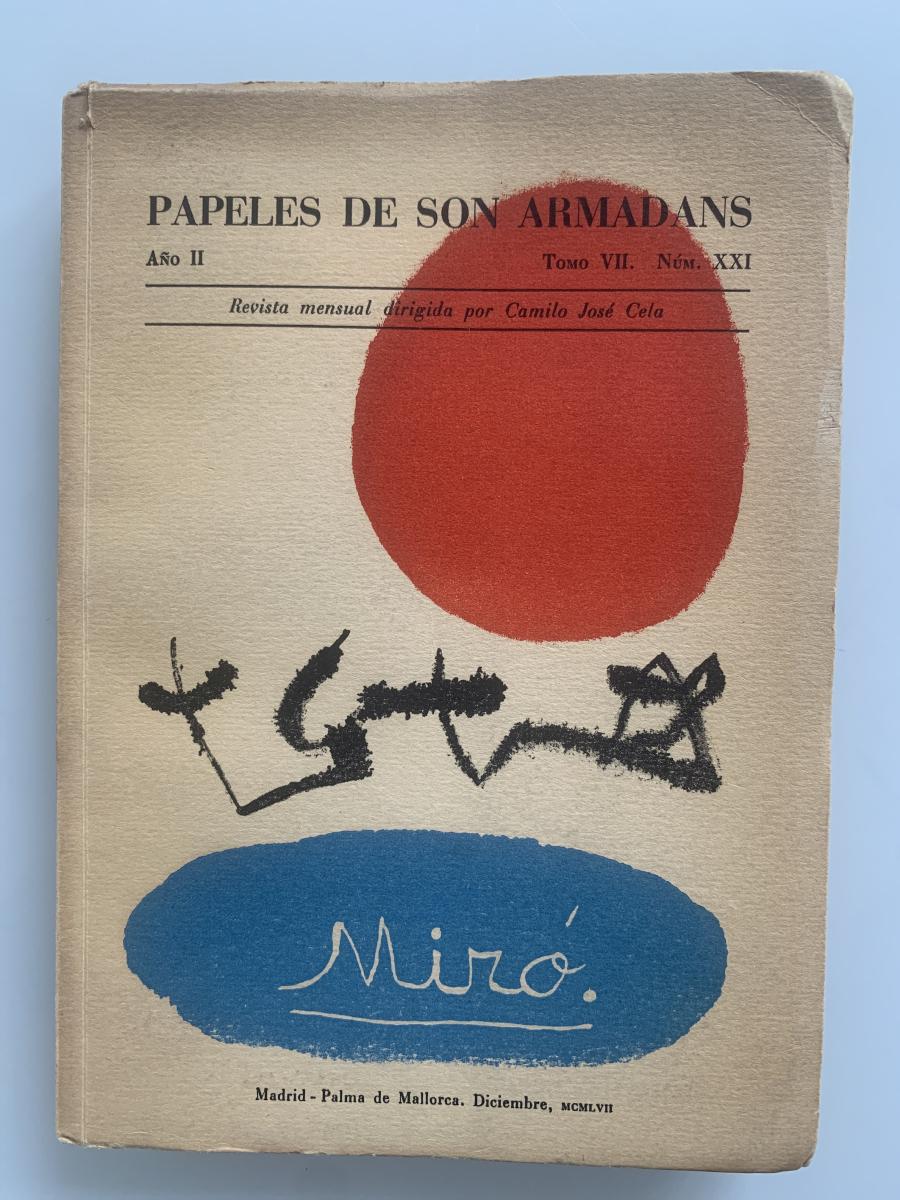 PAPELES DE SON ARMADANS
Año II Tomo VII. Núm. XXI
Revista mensual dirigida por Camilo José Cela
Miró.
Madrid - Palma de Mallorca. Diciembre, MCMLVII